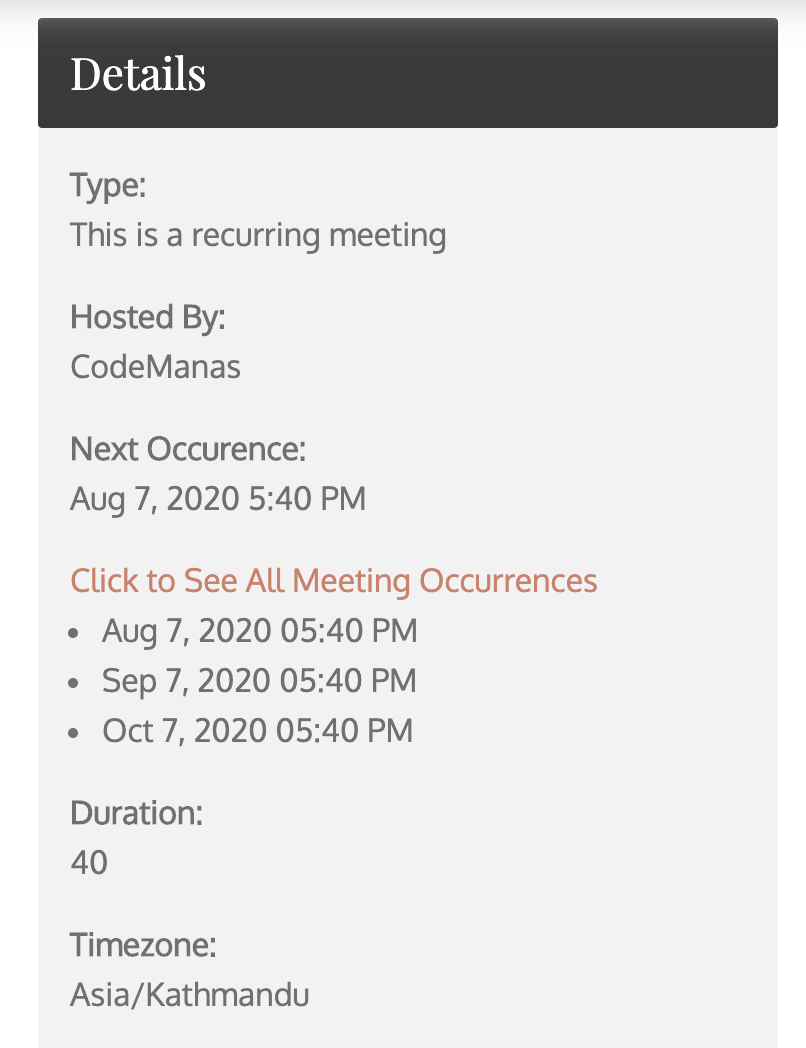 Details
Type:
This is a recurring meeting
Hosted By:
CodeManas
Next Occurence:
Aug 7, 2020 5:40 PM
Click to See All Meeting Occurrences
• Aug 7, 2020 05:40 PM
• Sep 7, 2020 05:40 PM
• Oct 7, 2020 05:40 PM
Duration:
40
Timezone:
Asia/Kathmandu